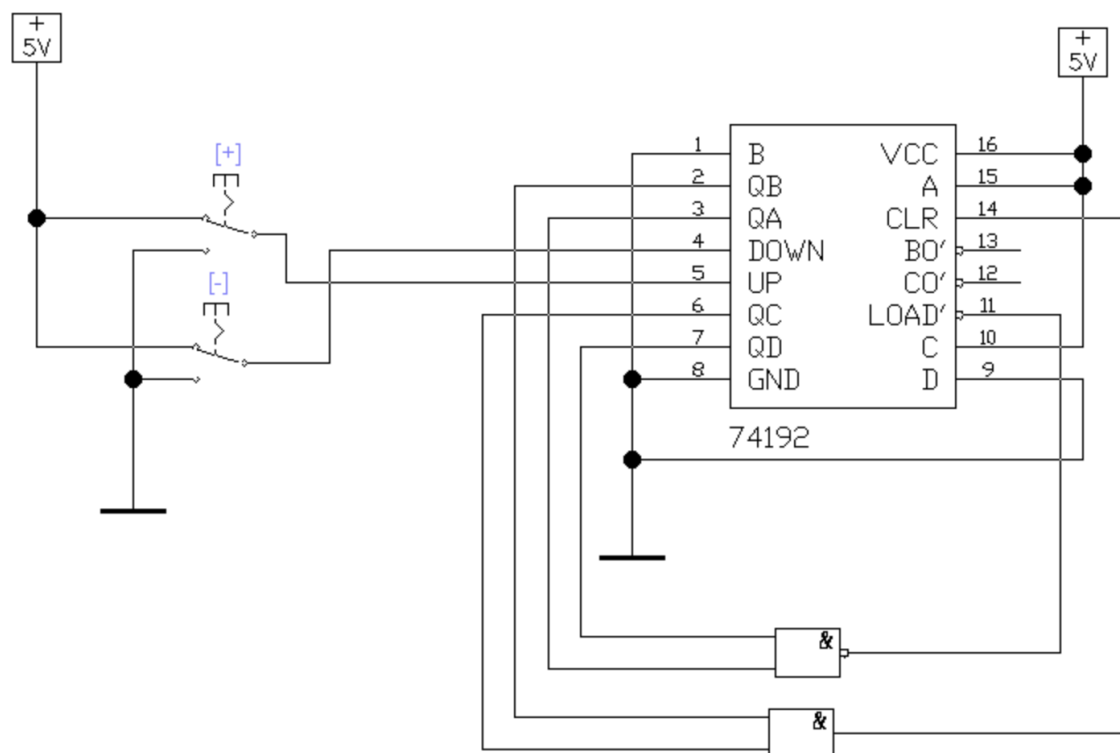 +
5V
+
5V
[+]
1 B VCC 16
2 QB A 15
3 QA CLR 14
4 DOWN BO' 13
[-]
5 UP CO' 12
6 QC LOAD' 11
7 QD C 10
8 GND D 9
74192
&
&